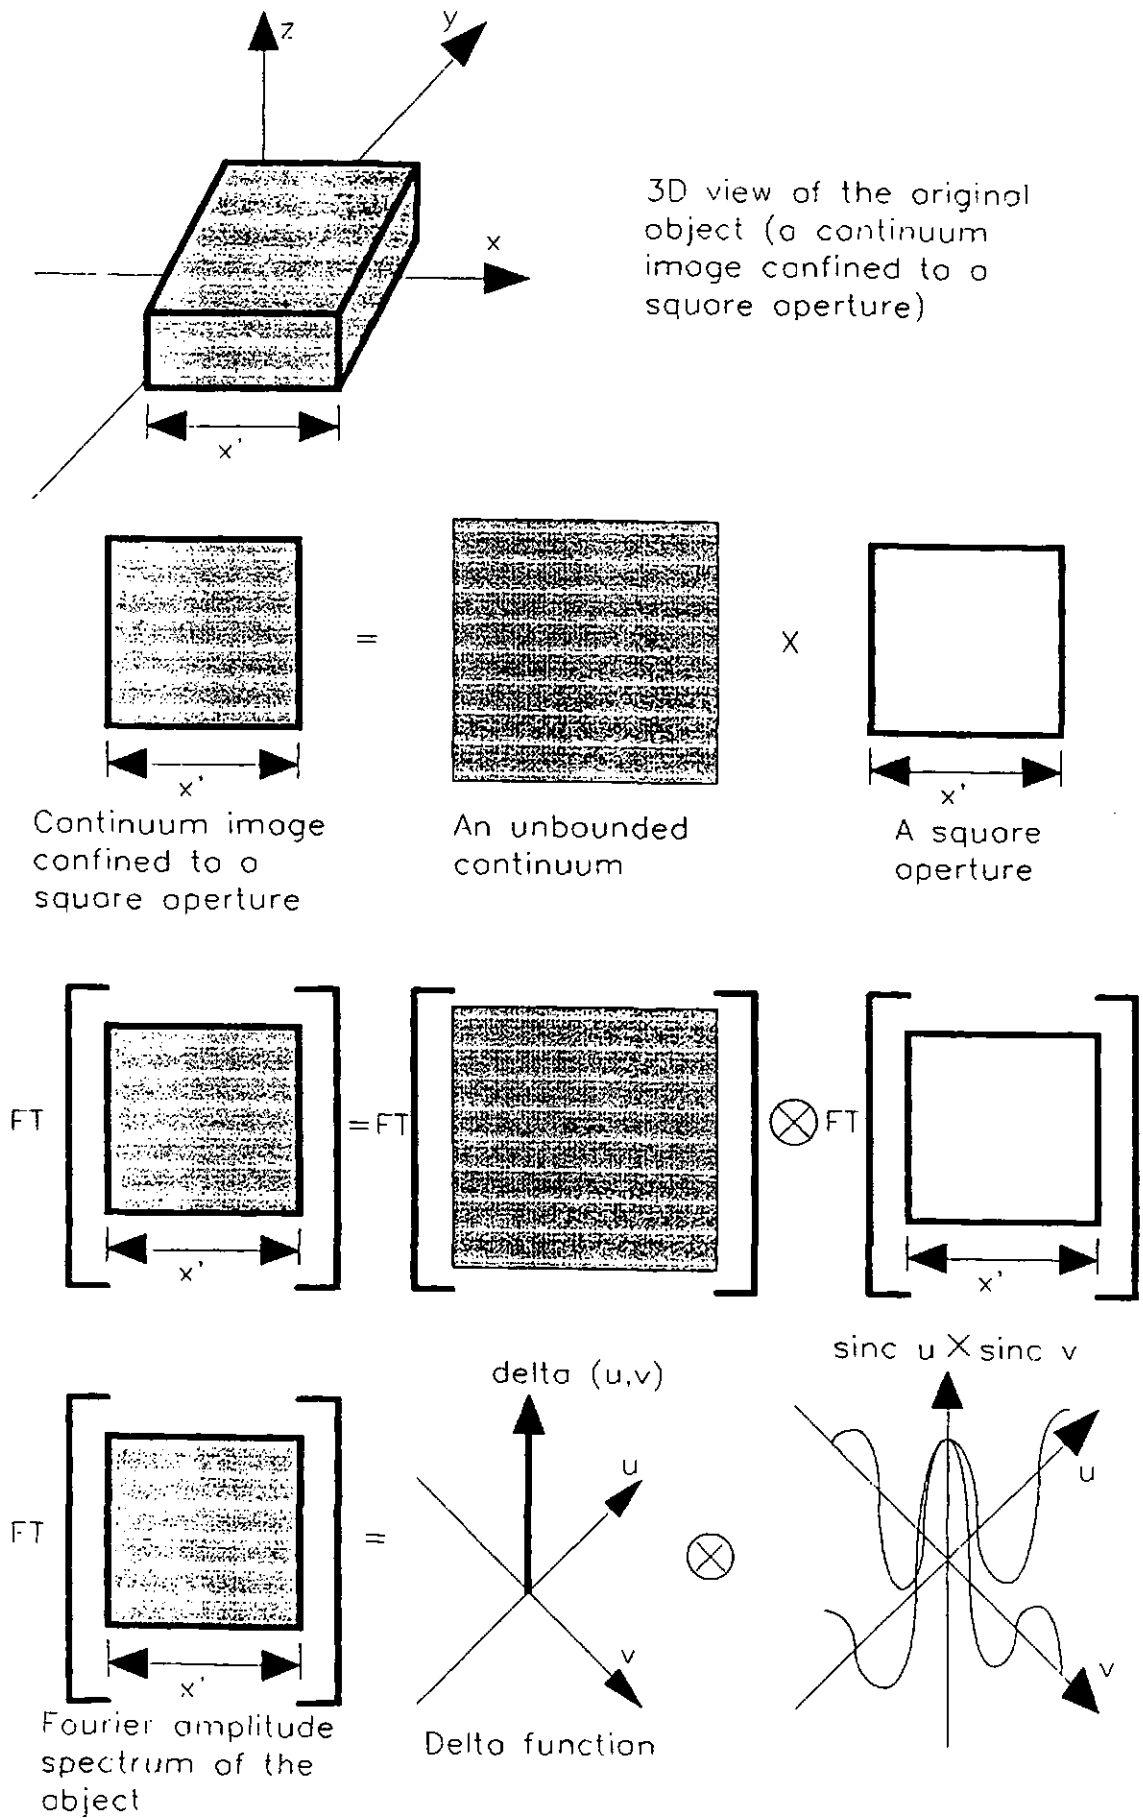 z
y
x
3D view of the original
object (a continuum
image confined to a
square aperture)
x'
=
X
x'
x'
Continuum image
confined to a
square aperture
An unbounded
continuum
A square
aperture
FT
= FT
⊗ FT
x'
x'
sinc u X sinc v
delta (u,v)
u
u
FT
=
⊗
v
v
x'
Fourier amplitude
spectrum of the
object
Delta function